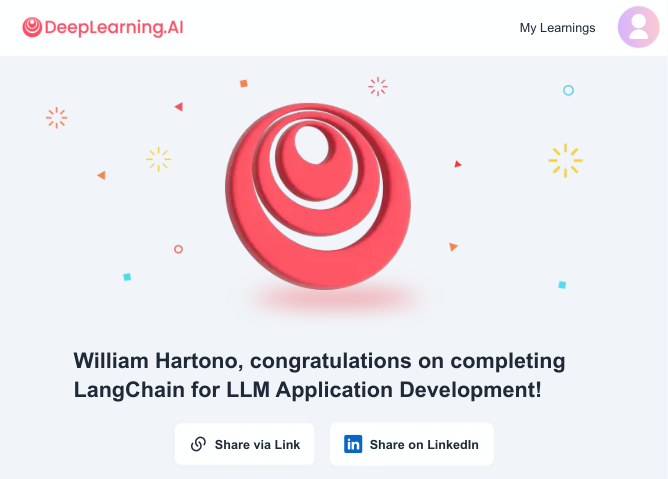 DeepLearning.AI
My Learnings
William Hartono, congratulations on completing
LangChain for LLM Application Development!
Share via Link
in Share on LinkedIn